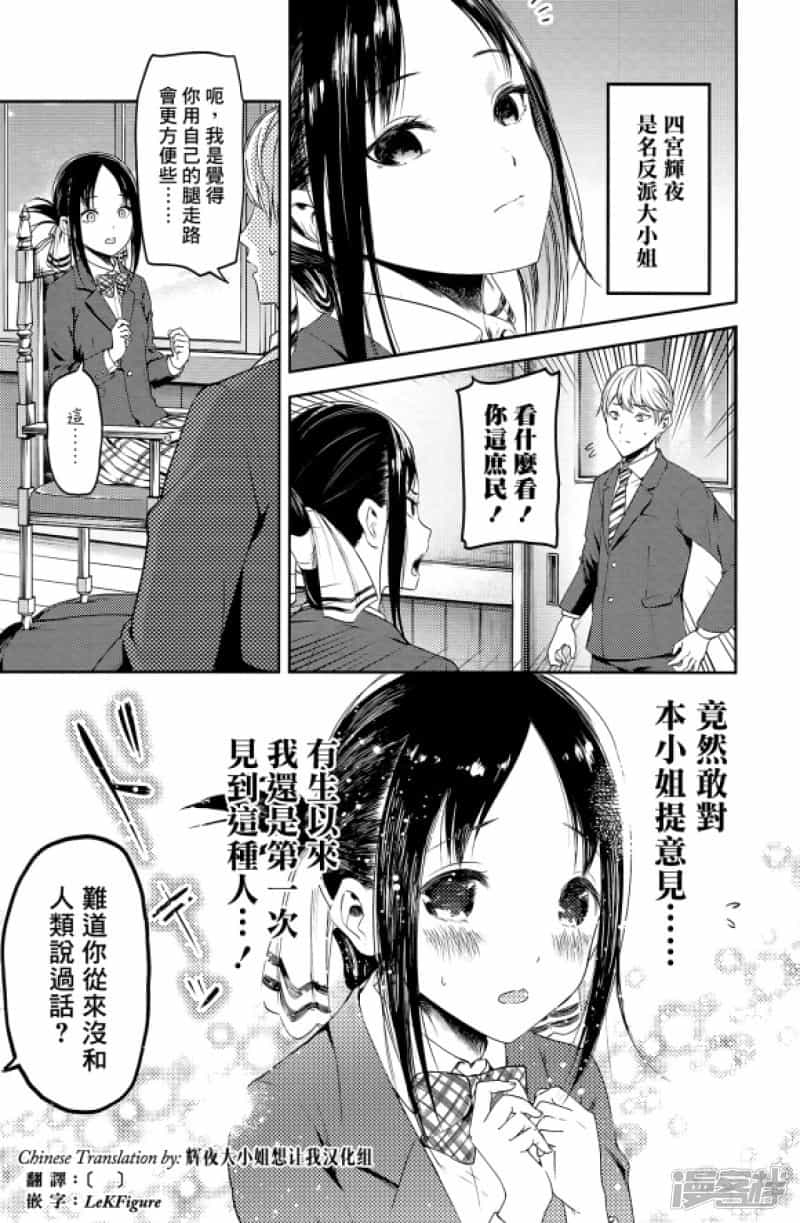 四宮輝夜
是名反派大小姐
看什麼看！
你這庶民！
呃，我是覺得
你用自己的腿走路
會更方便些……
這……
竟然敢對
本小姐提意見……
有生以來
我還是第一次
見到這種人…！
難道你從來沒和
人類說過話？
Chinese Translation by: 辉夜大小姐想让我汉化组
翻譯：〔　〕
嵌字：LeKFigure
漫客栈